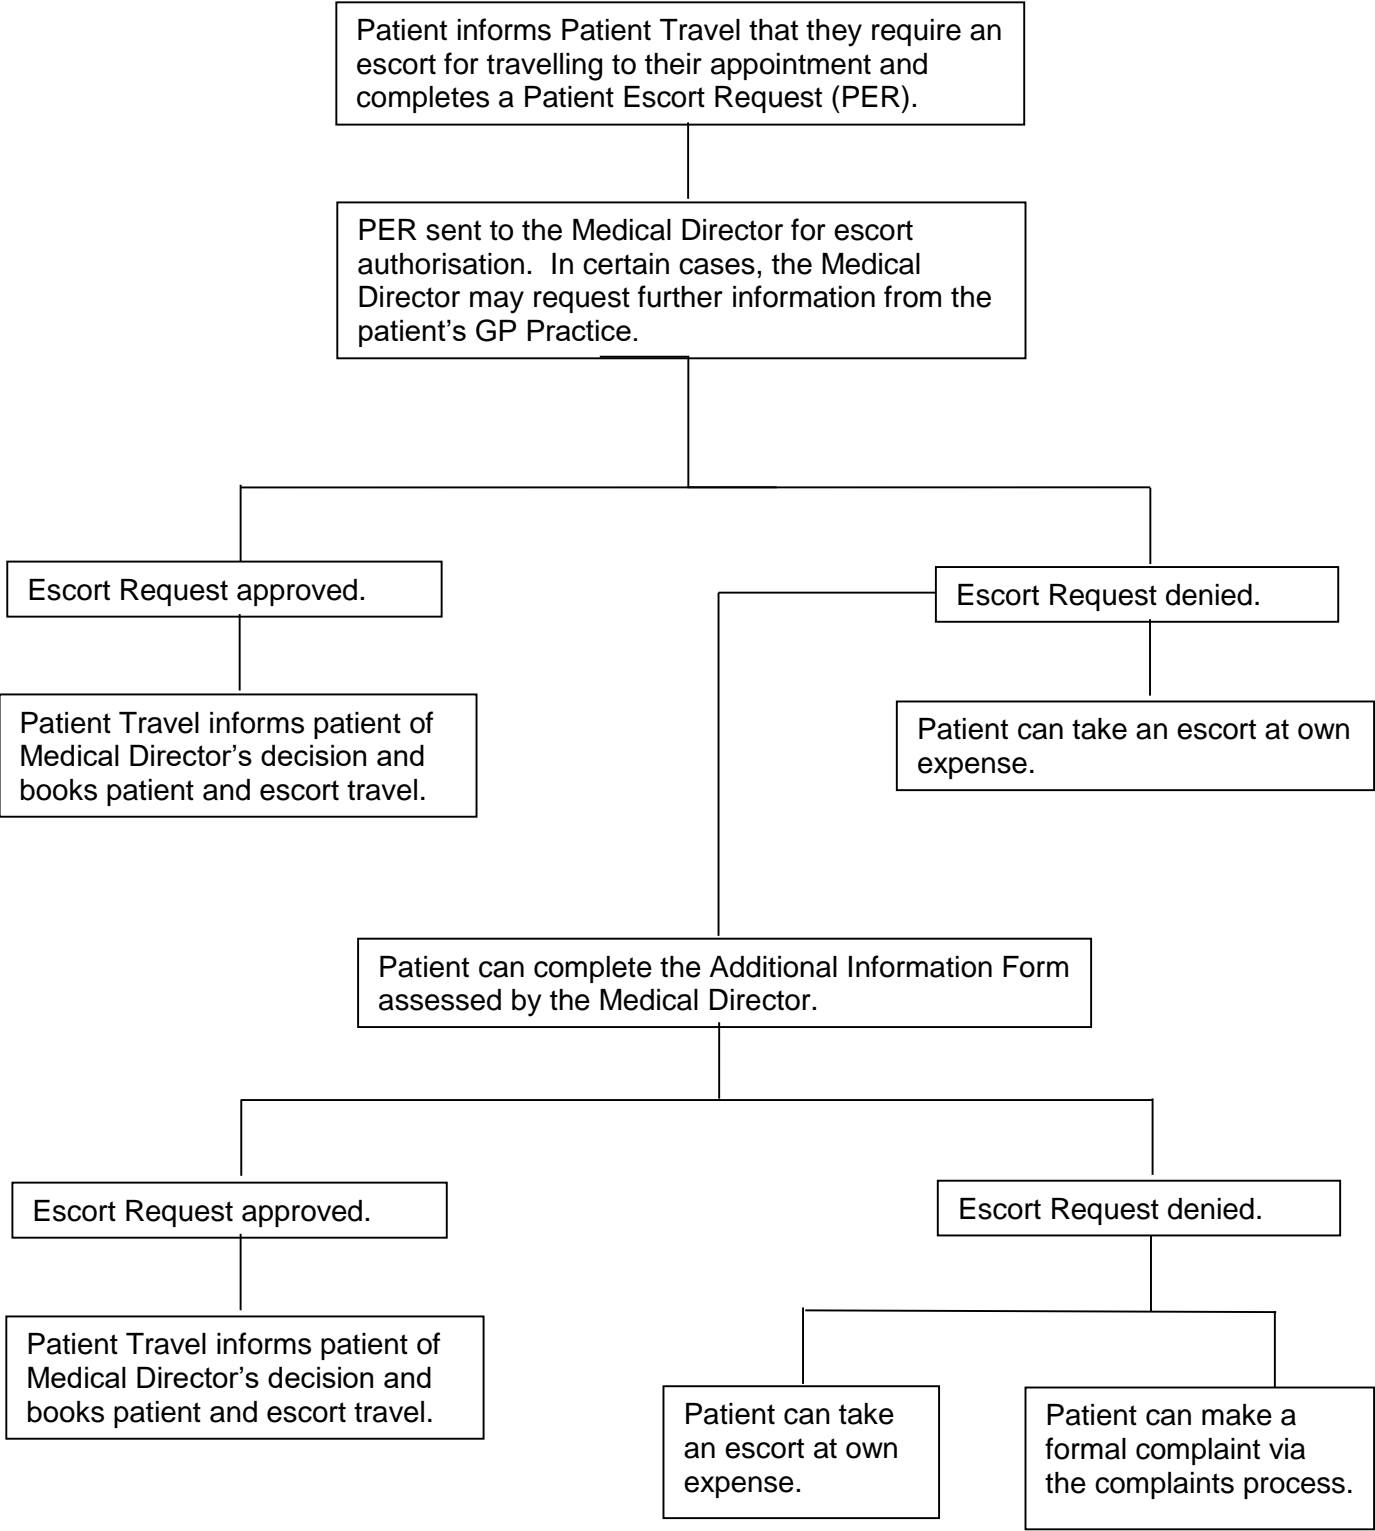 Patient informs Patient Travel that they require an
escort for travelling to their appointment and
completes a Patient Escort Request (PER).
PER sent to the Medical Director for escort
authorisation.  In certain cases, the Medical
Director may request further information from the
patient’s GP Practice.
Escort Request approved.
Escort Request denied.
Patient Travel informs patient of
Medical Director’s decision and
books patient and escort travel.
Patient can take an escort at own
expense.
Patient can complete the Additional Information Form
assessed by the Medical Director.
Escort Request approved.
Escort Request denied.
Patient Travel informs patient of
Medical Director’s decision and
books patient and escort travel.
Patient can take
an escort at own
expense.
Patient can make a
formal complaint via
the complaints process.